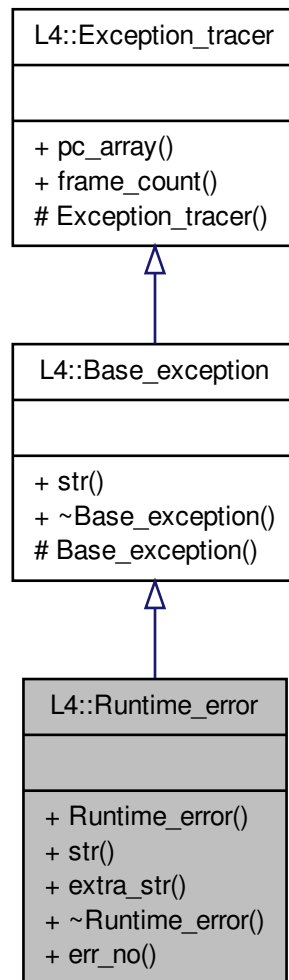 L4::Exception_tracer
+ pc_array()
+ frame_count()
# Exception_tracer()
L4::Base_exception
+ str()
+ ~Base_exception()
# Base_exception()
L4::Runtime_error
+ Runtime_error()
+ str()
+ extra_str()
+ ~Runtime_error()
+ err_no()